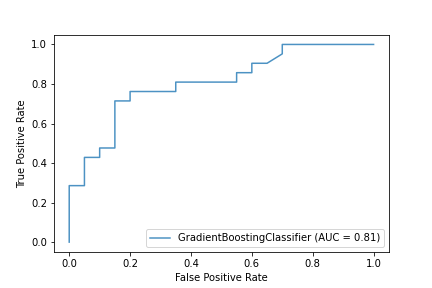 1.0
0.8
0.6
0.4
0.2
0.0
True Positive Rate
GradientBoostingClassifier (AUC = 0.81)
0.0 0.2 0.4 0.6 0.8 1.0
False Positive Rate